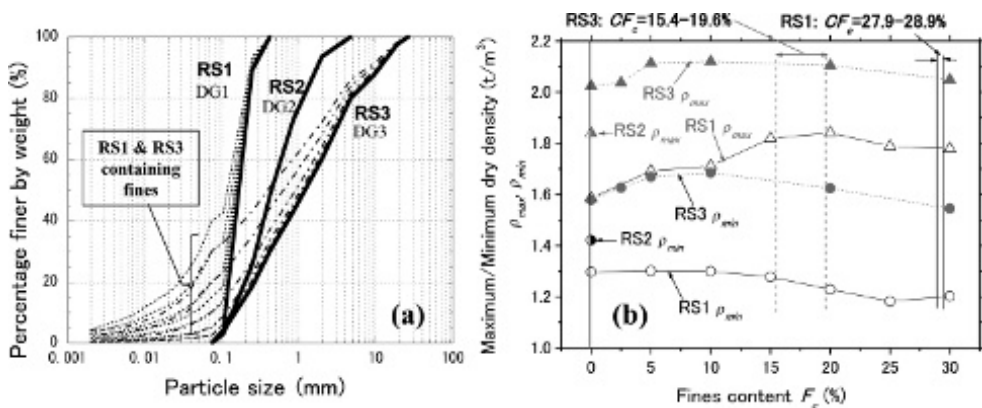 Percentage finer by weight (%)
100
80
60
40
20
0
RS1
DG1
RS2
DG2
RS3
DG3
RS1 & RS3
containing
fines
(a)
0.001
0.01
0.1
1
10
100
Particle size (mm)
RS3: CFc=15.4-19.6%
RS1: CFe=27.9-28.9%
Maximum/Minimum dry density (t/m³)
ρmax, ρmin
2.2
2.0
1.8
1.6
1.4
1.2
1.0
RS3 ρmax
RS2 ρmax
RS1 ρmax
RS3 ρmin
RS2 ρmin
RS1 ρmin
(b)
0
5
10
15
20
25
30
Fines content Fc(%)